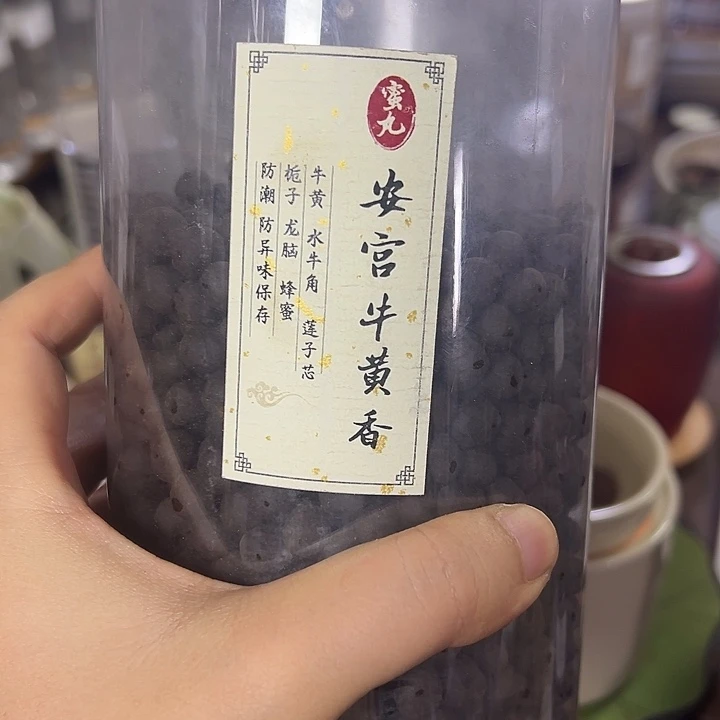 蜜丸
安宫牛黄香
牛黄 水牛角 莲子芯
栀子 龙脑 蜂蜜
防潮 防异味保存